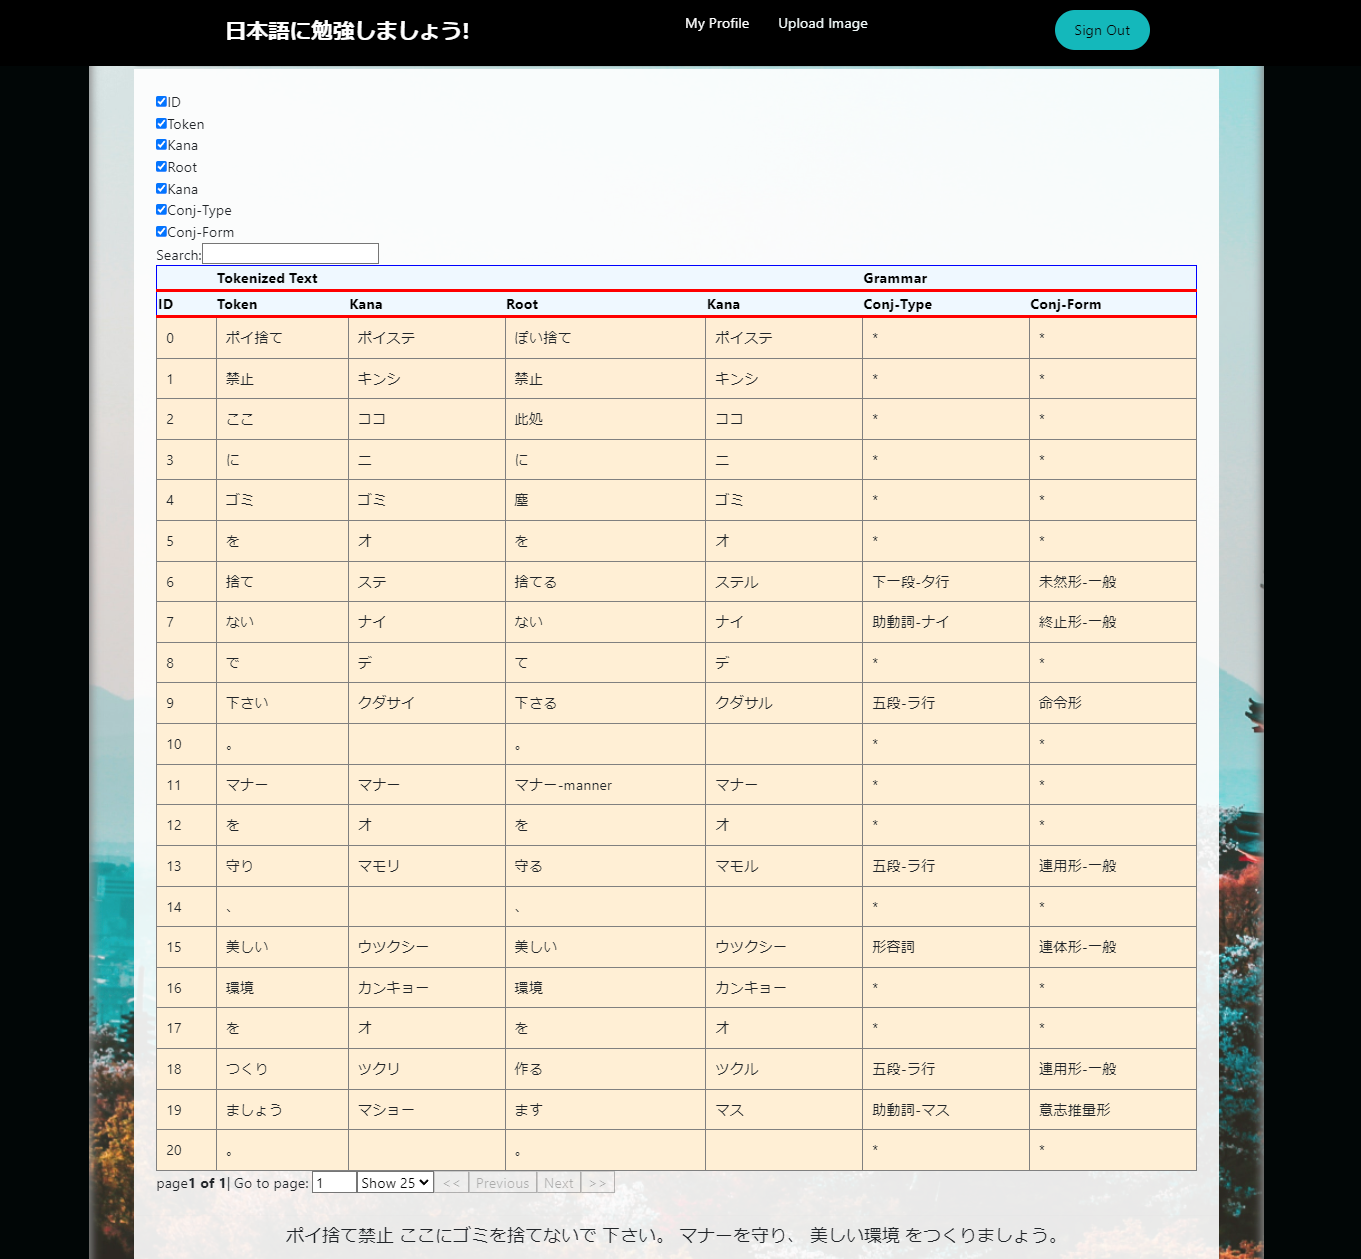 日本語に勉強しましょう! My Profile Upload Image Sign Out
ID
Token
Kana
Root
Kana
Conj-Type
Conj-Form
Search:
Tokenized Text Grammar
ID Token Kana Root Kana Conj-Type Conj-Form
0 ポイ捨て ポイステ ぽい捨て ポイステ * *
1 禁止 キンシ 禁止 キンシ * *
2 ここ ココ 此処 ココ * *
3 に ニ に ニ * *
4 ゴミ ゴミ 塵 ゴミ * *
5 を オ を オ * *
6 捨て ステ 捨てる ステル 下一段-タ行 未然形-一般
7 ない ナイ ない ナイ 助動詞-ナイ 終止形-一般
8 で デ て デ * *
9 下さい クダサイ 下さる クダサル 五段-ラ行 命令形
10 。 。 * *
11 マナー マナー マナー-manner マナー * *
12 を オ を オ * *
13 守り マモリ 守る マモル 五段-ラ行 連用形-一般
14 、 、 * *
15 美しい ウツクシー 美しい ウツクシー 形容詞 連体形-一般
16 環境 カンキョー 環境 カンキョー * *
17 を オ を オ * *
18 つくり ツクリ 作る ツクル 五段-ラ行 連用形-一般
19 ましょう マショー ます マス 助動詞-マス 意志推量形
20 。 。 * *
page1 of 1| Go to page: 1 Show 25 << Previous Next >>
ポイ捨て禁止 ここにゴミを捨てないで 下さい。 マナーを守り、 美しい環境 をつくりましょう。